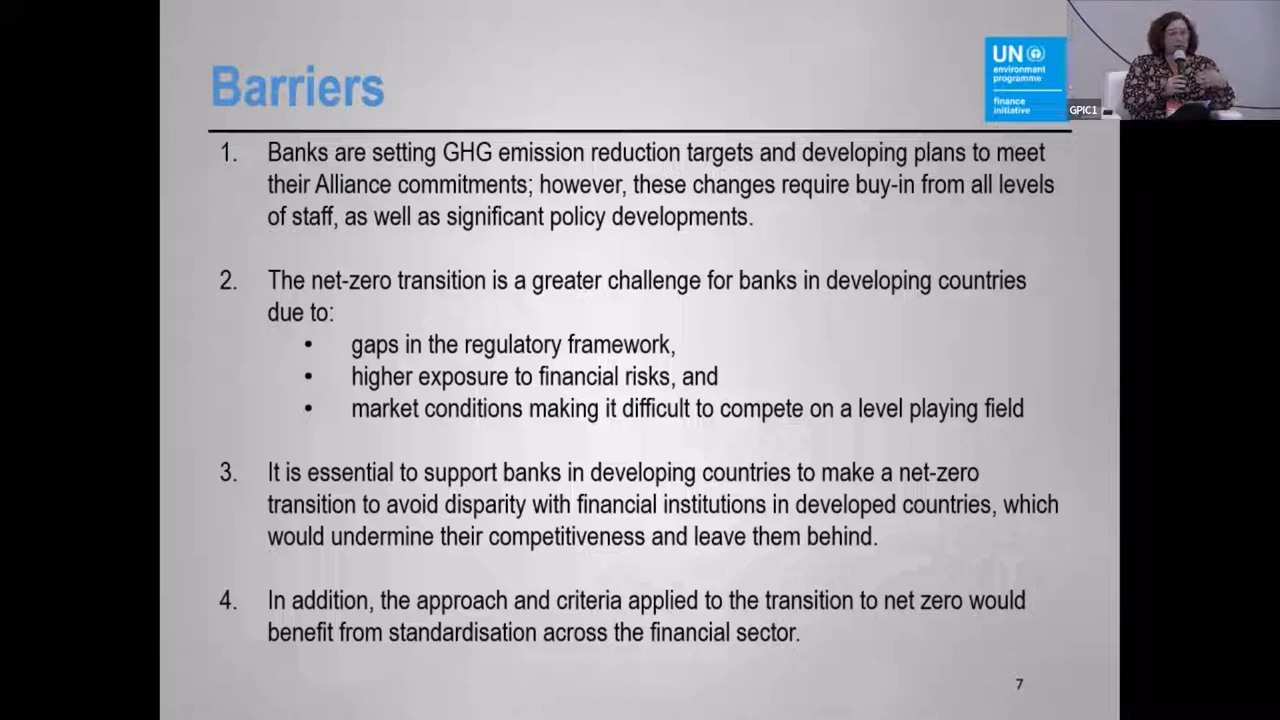 Barriers
UN
environment
programme
finance
initiative
GPIC1
1. Banks are setting GHG emission reduction targets and developing plans to meet
their Alliance commitments; however, these changes require buy-in from all levels
of staff, as well as significant policy developments.
2. The net-zero transition is a greater challenge for banks in developing countries
due to:
• gaps in the regulatory framework,
• higher exposure to financial risks, and
• market conditions making it difficult to compete on a level playing field
3. It is essential to support banks in developing countries to make a net-zero
transition to avoid disparity with financial institutions in developed countries, which
would undermine their competitiveness and leave them behind.
4. In addition, the approach and criteria applied to the transition to net zero would
benefit from standardisation across the financial sector.
7